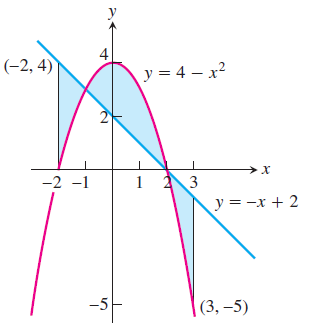 y
(−2, 4)
4
y = 4 − x²
2
x
−2 −1 1 2 3
y = −x + 2
−5
(3, −5)